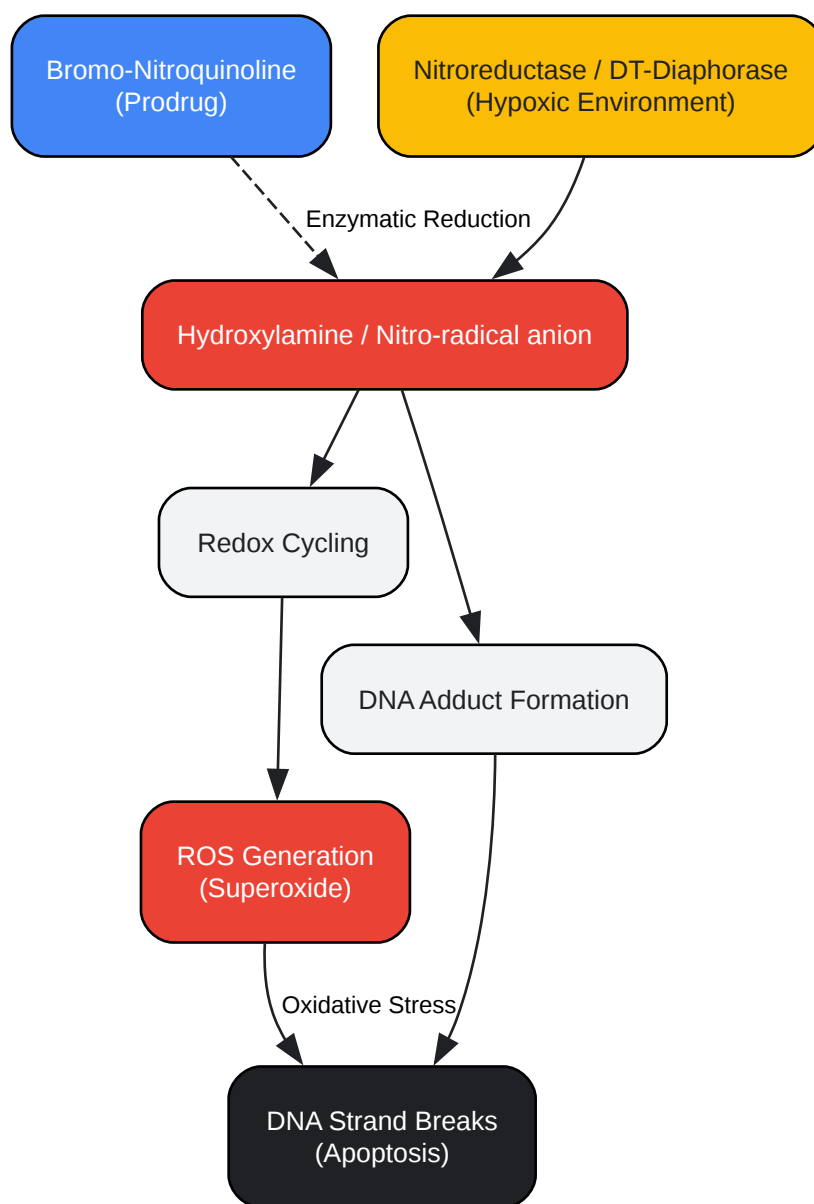 Bromo-Nitroquinoline
(Prodrug)
Nitroreductase / DT-Diaphorase
(Hypoxic Environment)
Enzymatic Reduction
Hydroxylamine / Nitro-radical anion
Redox Cycling
DNA Adduct Formation
ROS Generation
(Superoxide)
Oxidative Stress
DNA Strand Breaks
(Apoptosis)